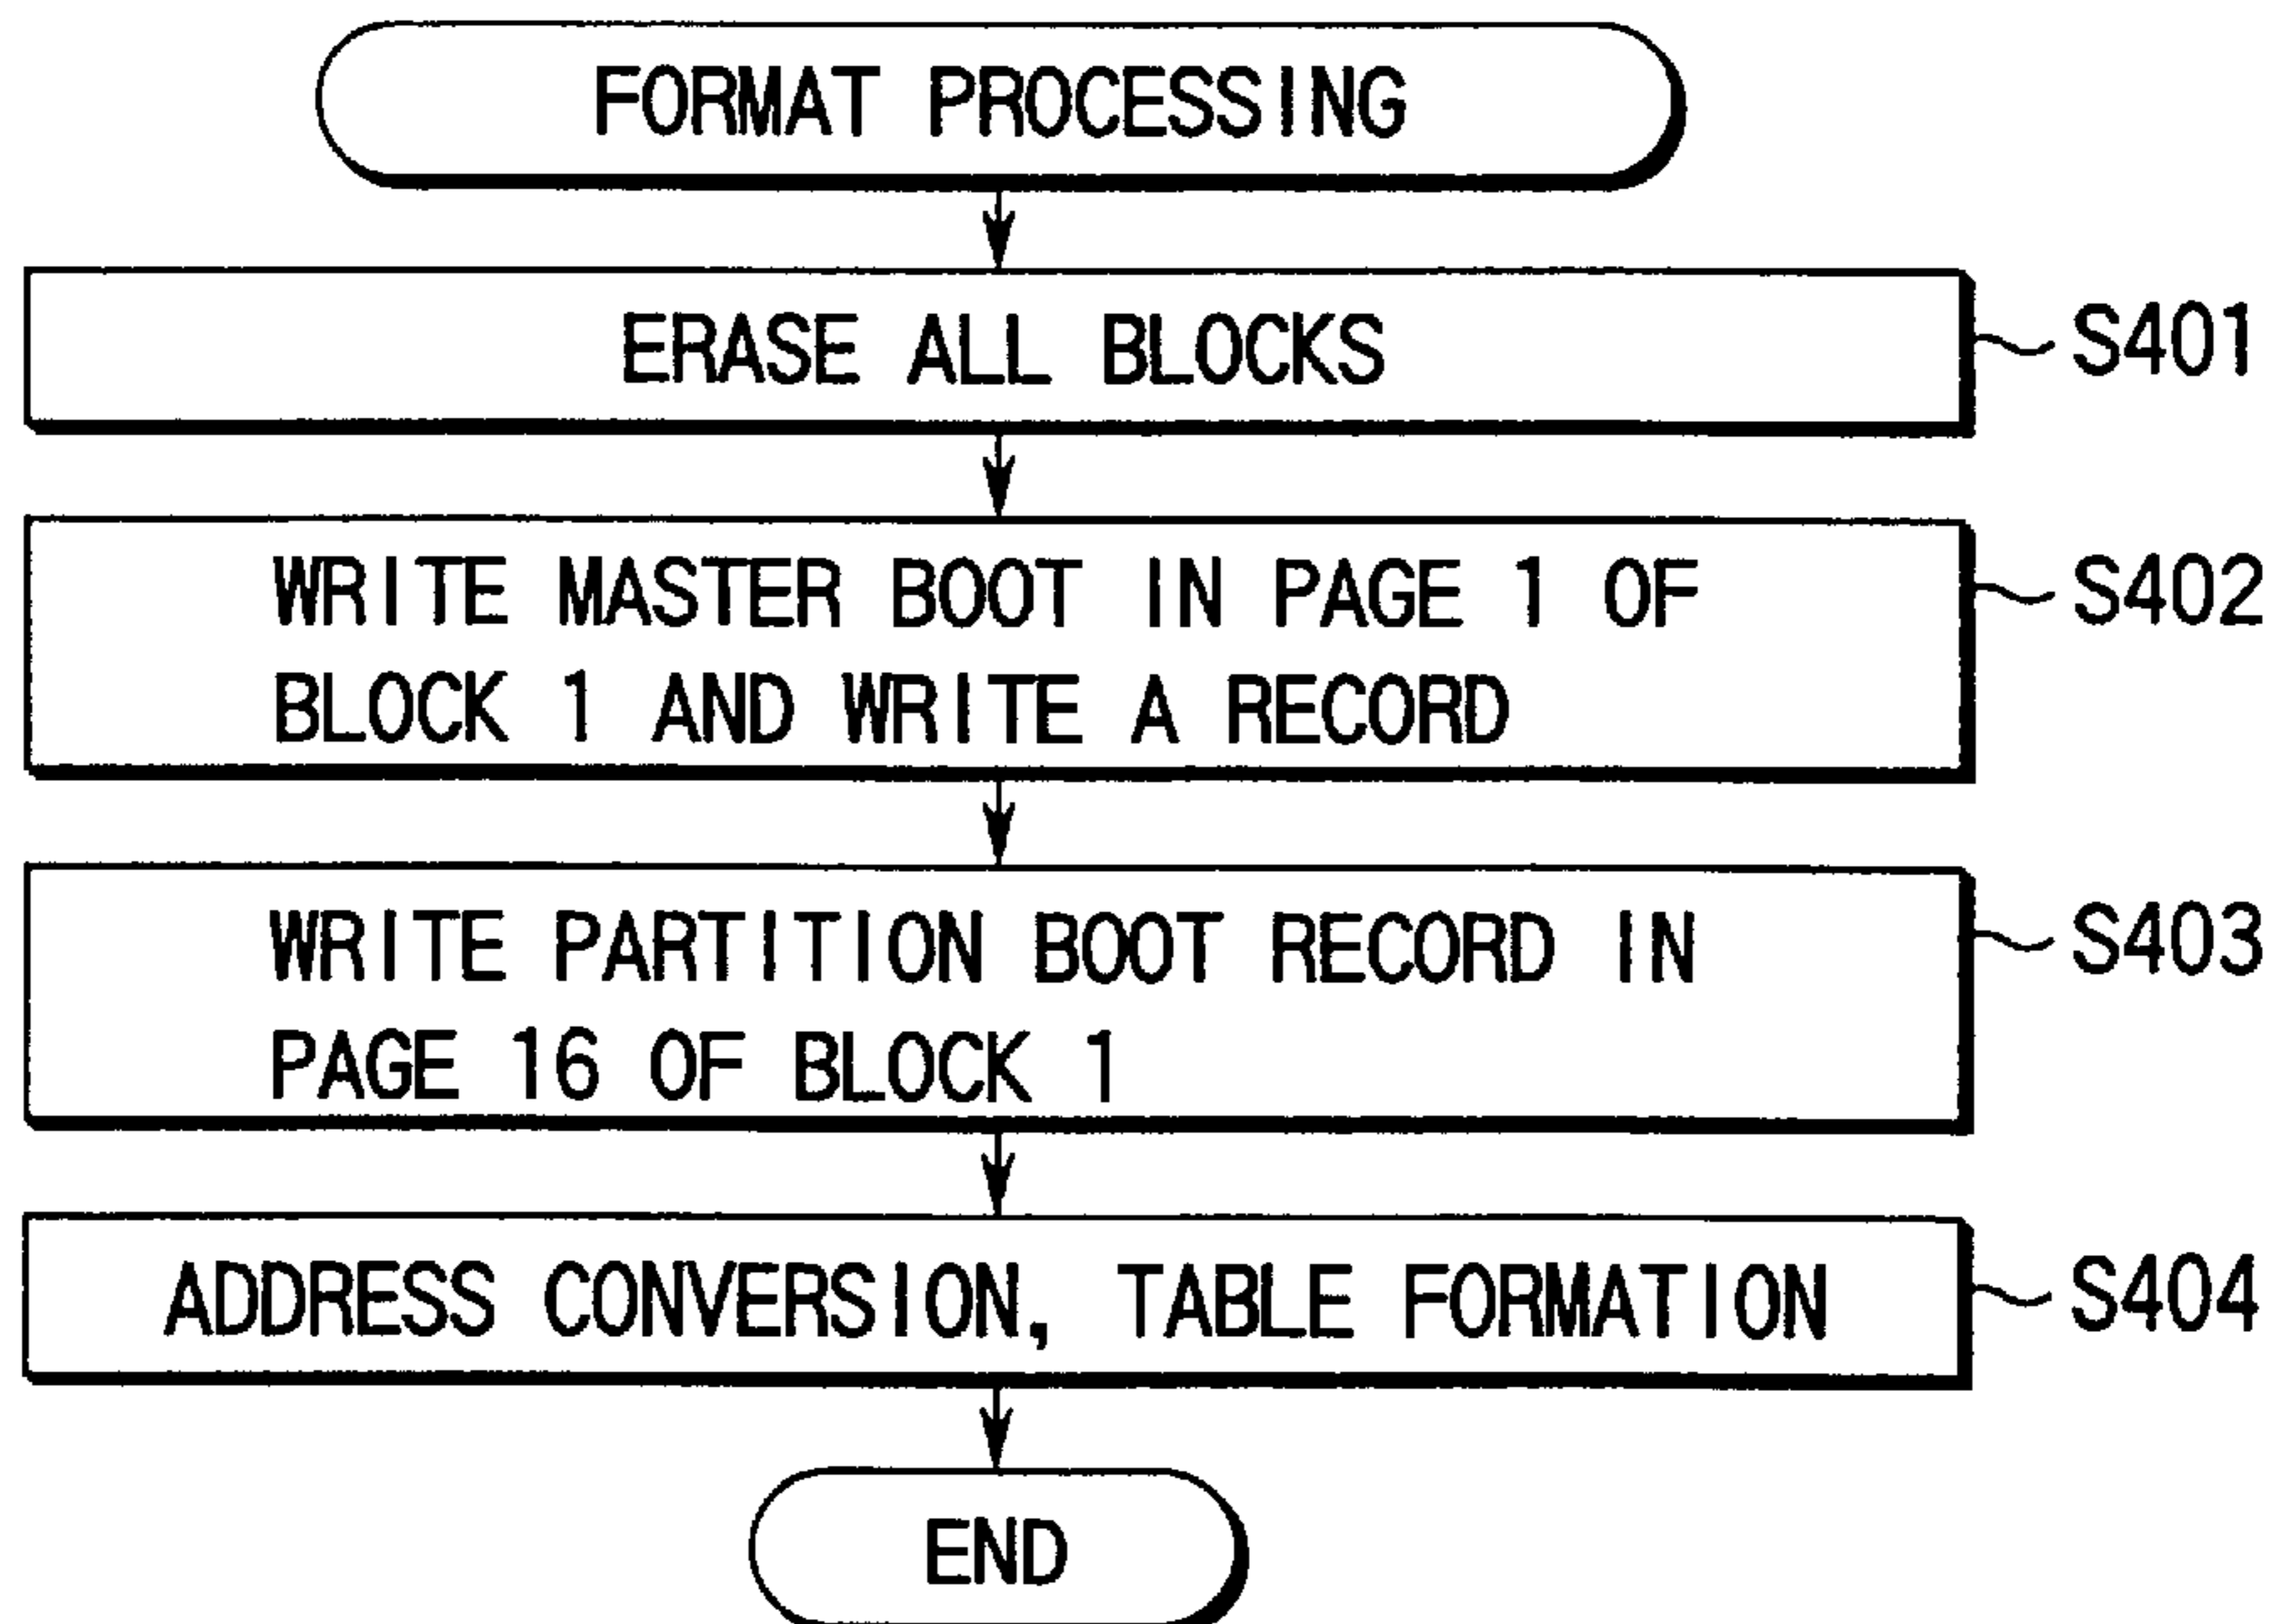 FORMAT PROCESSING
ERASE ALL BLOCKS
S401
WRITE MASTER BOOT IN PAGE 1 OF
BLOCK 1 AND WRITE A RECORD
S402
WRITE PARTITION BOOT RECORD IN
PAGE 16 OF BLOCK 1
S403
ADDRESS CONVERSION, TABLE FORMATION
S404
END